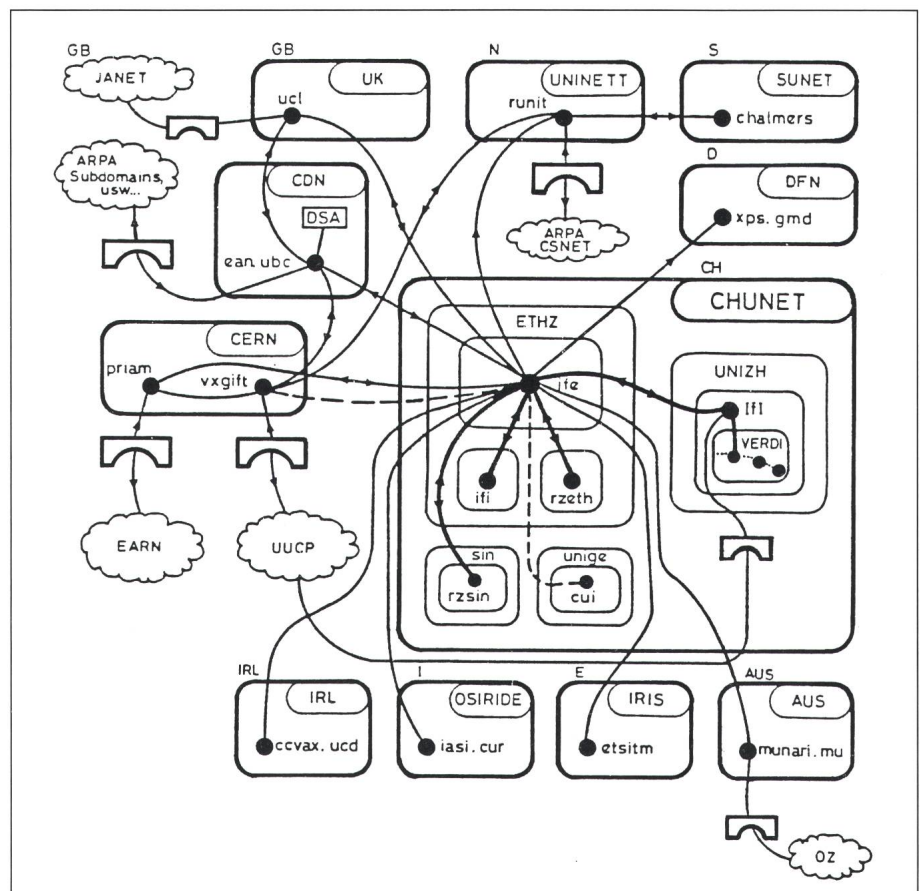 GB
JANET
GB
UK
ucl
N
UNINETT
runit
S
SUNET
chalmers
ARPA
Subdomains,
usw...
CDN
DSA
ean.ubc
ARPA
CSNET
D
DFN
xps.gmd
CH
CHUNET
ETHZ
ife
CERN
priam
vxgift
UNIZH
IfI
VERDI
ifi
rzeth
EARN
UUCP
sin
rzsin
unige
cui
IRL
IRL
ccvax.ucd
I
OSIRIDE
iasi.cur
E
IRIS
etsitm
AUS
AUS
munari.mu
OZ